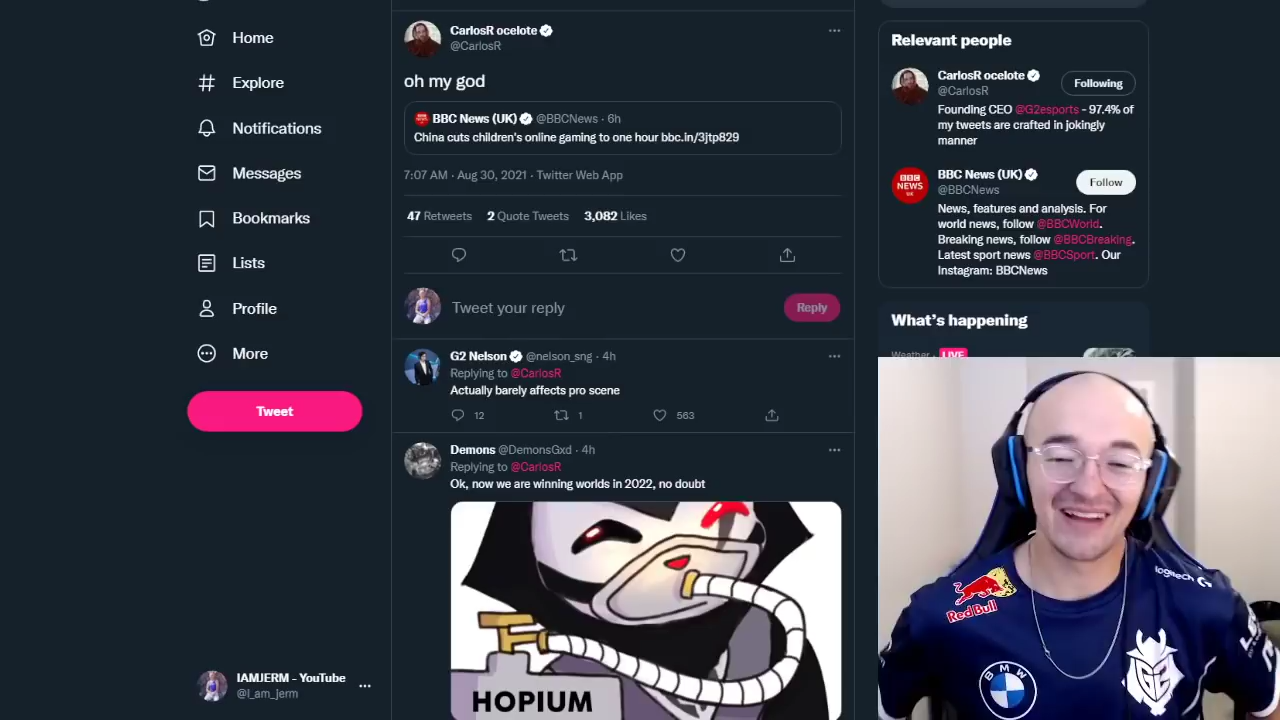 Home
Explore
Notifications
Messages
Bookmarks
Lists
Profile
More
Tweet
IAMJERM - YouTube
@I_am_jerm
CarlosR ocelote
@CarlosR
oh my god
BBC News (UK) @BBCNews · 6h
China cuts children's online gaming to one hour bbc.in/3jtp829
7:07 AM · Aug 30, 2021 · Twitter Web App
47 Retweets 2 Quote Tweets 3,082 Likes
Tweet your reply
Reply
G2 Nelson @nelson_sng · 4h
Replying to @CarlosR
Actually barely affects pro scene
12 1 563
Demons @DemonsGxd · 4h
Replying to @CarlosR
Ok, now we are winning worlds in 2022, no doubt
HOPIUM
Relevant people
CarlosR ocelote
@CarlosR
Following
Founding CEO @G2esports - 97.4% of
my tweets are crafted in jokingly
manner
BBC NEWS UK
BBC News (UK)
@BBCNews
Follow
News, features and analysis. For
world news, follow @BBCWorld.
Breaking news, follow @BBCBreaking.
Latest sport news @BBCSport. Our
Instagram: BBCNews
What's happening
Weather · LIVE
logitech G
Red Bull
BMW